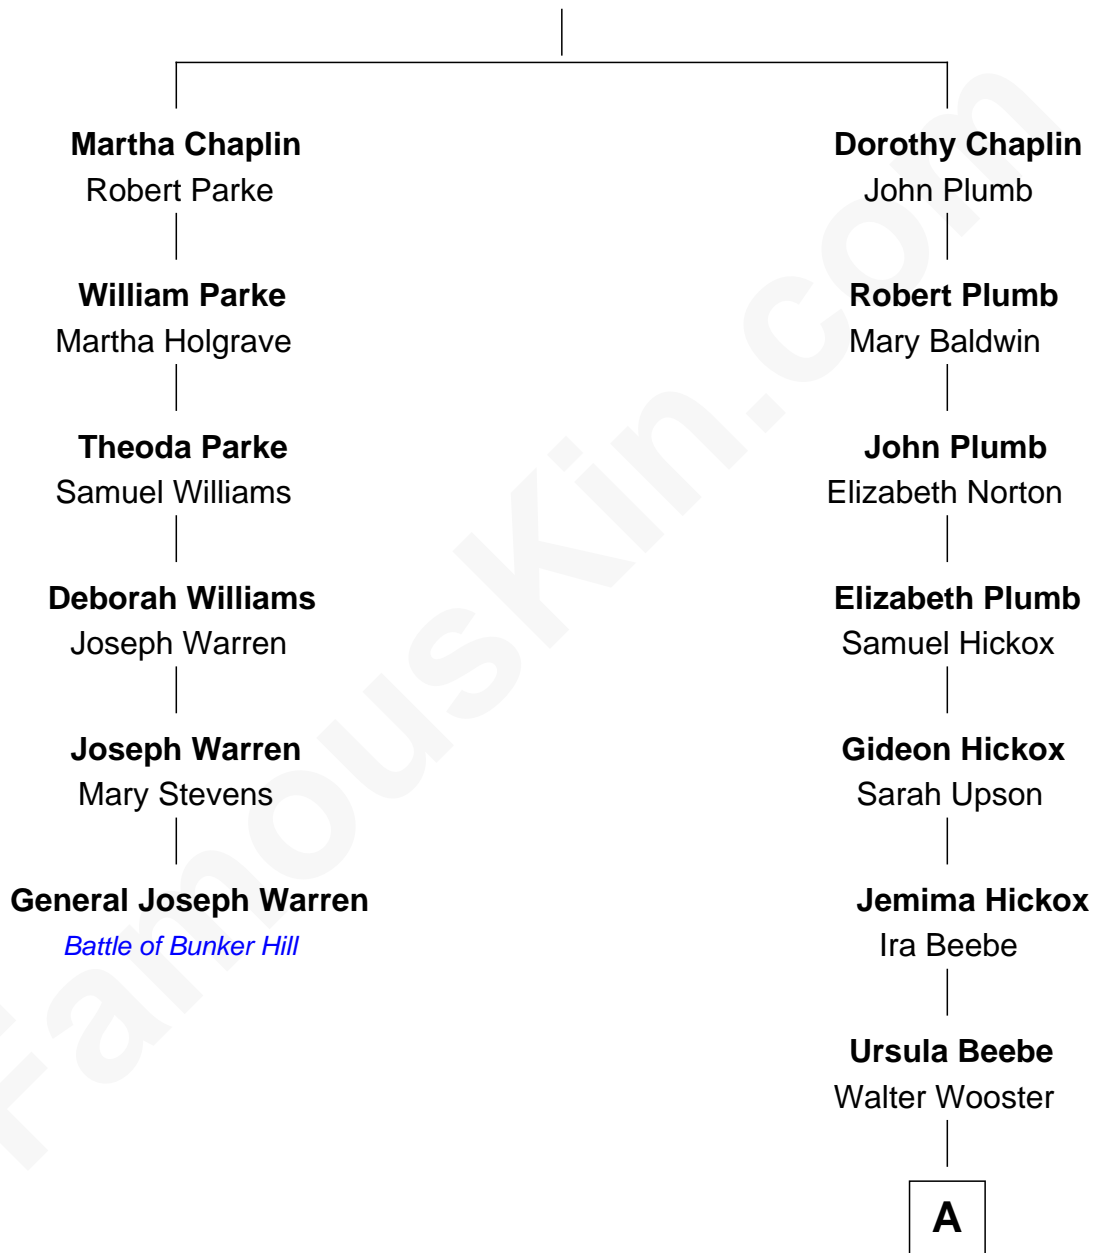 Martha Chaplin
Robert Parke
William Parke
Martha Holgrave
Theoda Parke
Samuel Williams
Deborah Williams
Joseph Warren
Joseph Warren
Mary Stevens
General Joseph Warren
Battle of Bunker Hill
Dorothy Chaplin
John Plumb
Robert Plumb
Mary Baldwin
John Plumb
Elizabeth Norton
Elizabeth Plumb
Samuel Hickox
Gideon Hickox
Sarah Upson
Jemima Hickox
Ira Beebe
Ursula Beebe
Walter Wooster
A
FamousKin.com